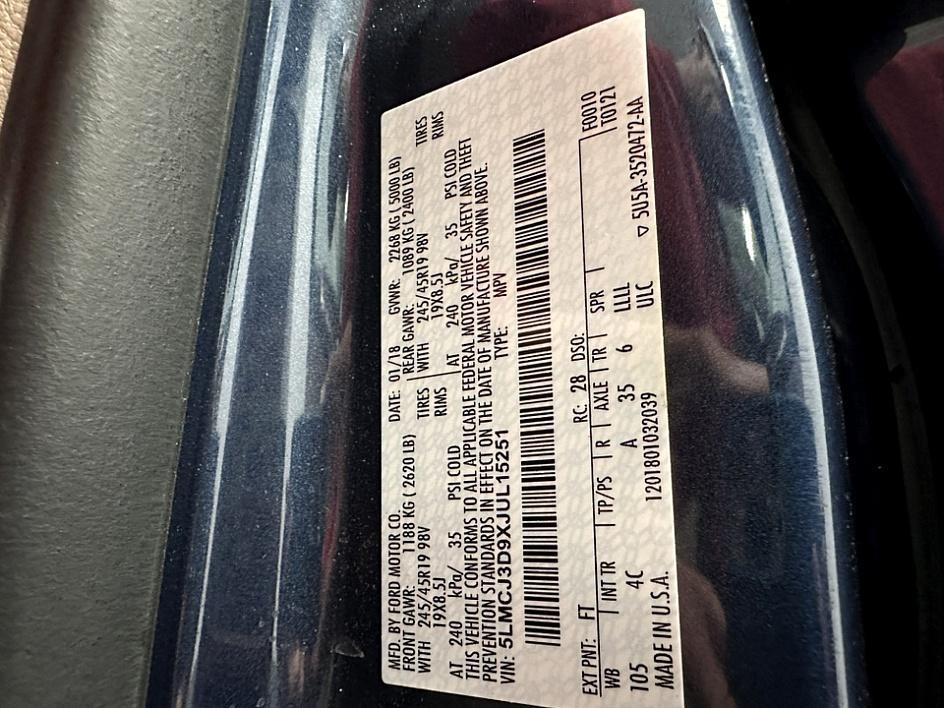 MFD. BY FORD MOTOR CO. DATE: 01/18 GVWR: 2268 KG ( 5000 LB)
FRONT GAWR: 1188 KG ( 2620 LB) REAR GAWR: 1089 KG ( 2400 LB)
WITH 245/45R19 98V TIRES WITH 245/45R19 98V TIRES
19X8.5J RIMS 19X8.5J RIMS
AT 240 kPa/ 35 PSI COLD AT 240 kPa/ 35 PSI COLD
THIS VEHICLE CONFORMS TO ALL APPLICABLE FEDERAL MOTOR VEHICLE SAFETY AND THEFT
PREVENTION STANDARDS IN EFFECT ON THE DATE OF MANUFACTURE SHOWN ABOVE.
VIN: 5LMCJ3D9XJUL15251 TYPE: MPV
EXT PNT: FT RC: 28 DSO: F0010
WB INT TR TP/PS R AXLE TR SPR T0121
105 4C A 35 6 LLLL
MADE IN U.S.A. 1201801032039 ULC ▽ 5U5A-3520472-AA